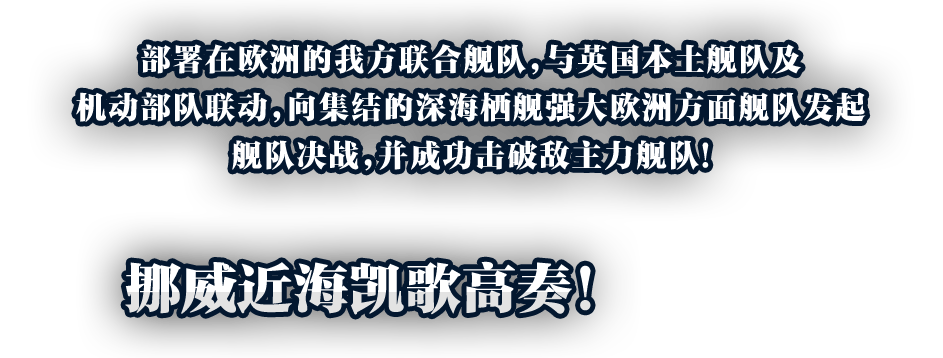 部署在欧洲的我方联合舰队,与英国本土舰队及
机动部队联动,向集结的深海栖舰强大欧洲方面舰队发起
舰队决战,并成功击破敌主力舰队!
挪威近海凯歌高奏!